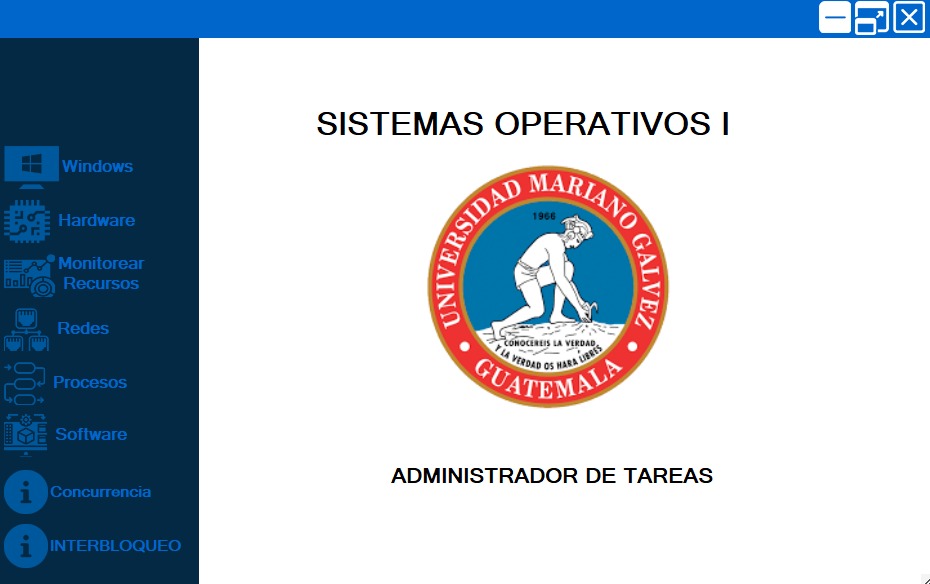 SISTEMAS OPERATIVOS I
Windows
Hardware
Monitorear
Recursos
Redes
Procesos
Software
Concurrencia
INTERBLOQUEO
UNIVERSIDAD MARIANO GALVEZ
1966
CONOCEREIS LA VERDAD
Y LA VERDAD OS HARA LIBRES
GUATEMALA
ADMINISTRADOR DE TAREAS